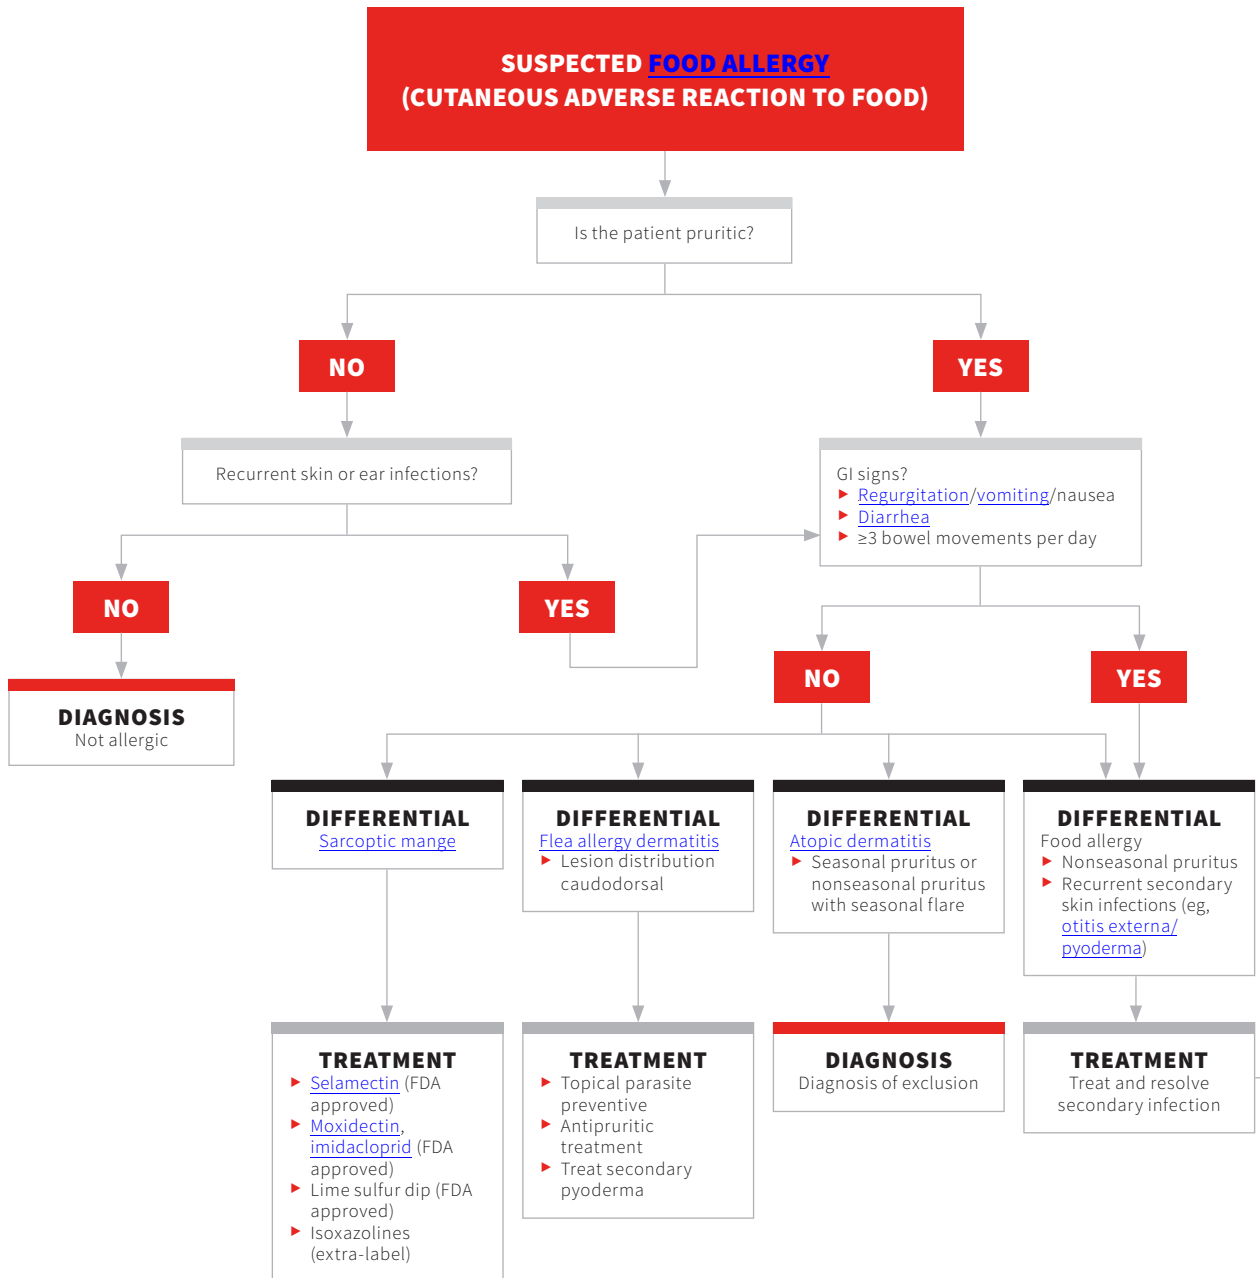 SUSPECTED FOOD ALLERGY
(CUTANEOUS ADVERSE REACTION TO FOOD)
Is the patient pruritic?
NO
YES
Recurrent skin or ear infections?
GI signs?
Regurgitation/vomiting/nausea
Diarrhea
≥3 bowel movements per day
NO
YES
NO
YES
DIAGNOSIS
Not allergic
DIFFERENTIAL
Sarcoptic mange
DIFFERENTIAL
Flea allergy dermatitis
Lesion distribution
caudodorsal
DIFFERENTIAL
Atopic dermatitis
Seasonal pruritus or
nonseasonal pruritus
with seasonal flare
DIFFERENTIAL
Food allergy
Nonseasonal pruritus
Recurrent secondary
skin infections (eg,
otitis externa/
pyoderma)
TREATMENT
Selamectin (FDA
approved)
Moxidectin,
imidacloprid (FDA
approved)
Lime sulfur dip (FDA
approved)
Isoxazolines
(extra-label)
TREATMENT
Topical parasite
preventive
Antipruritic
treatment
Treat secondary
pyoderma
DIAGNOSIS
Diagnosis of exclusion
TREATMENT
Treat and resolve
secondary infection